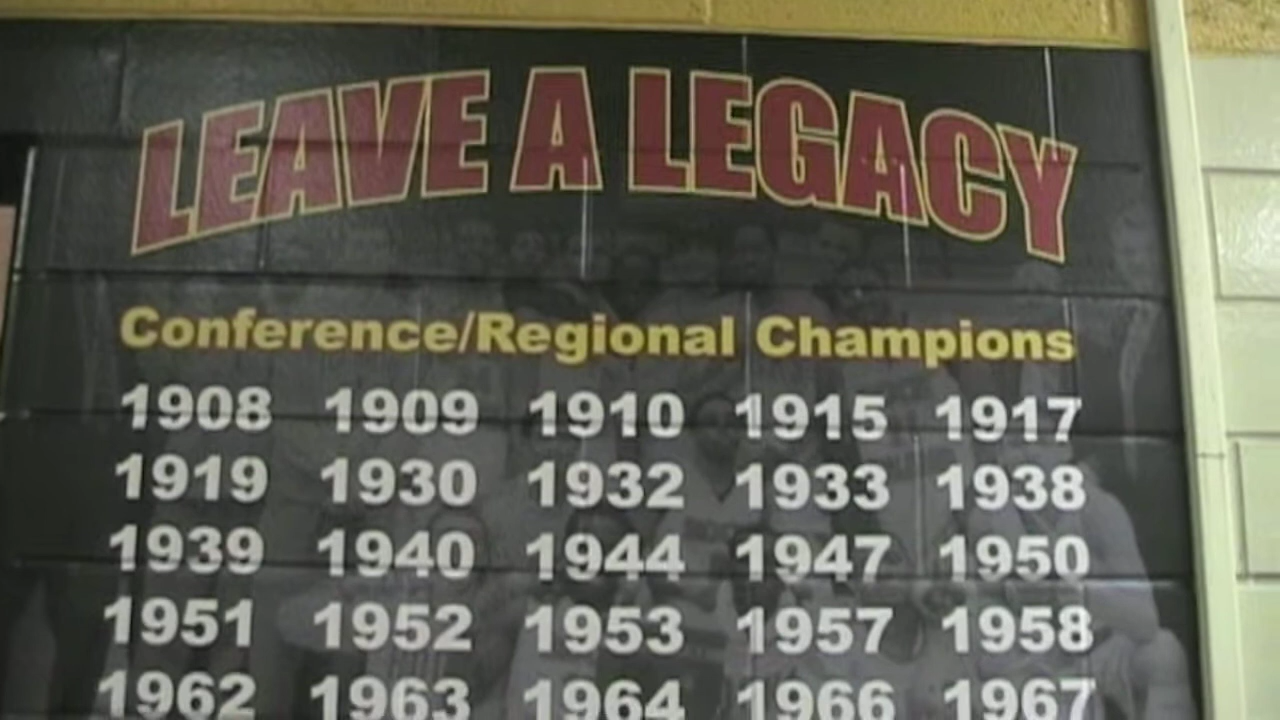 LEAVE A LEGACY
Conference/Regional Champions
1908 1909 1910 1915 1917
1919 1930 1932 1933 1938
1939 1940 1944 1947 1950
1951 1952 1953 1957 1958
1962 1963 1964 1966 1967